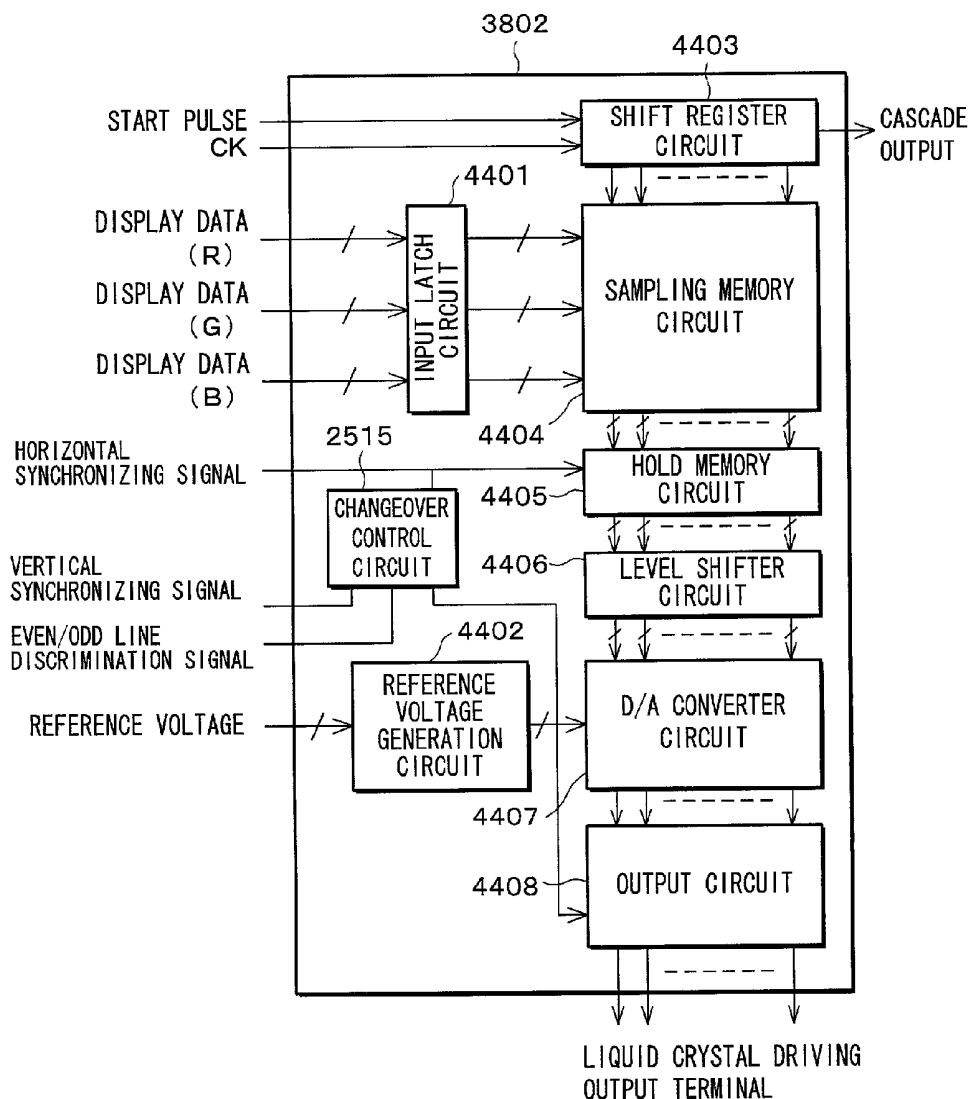 3802
4403
START PULSE
CK
SHIFT REGISTER
CIRCUIT
CASCADE
OUTPUT
4401
DISPLAY DATA
(R)
DISPLAY DATA
(G)
DISPLAY DATA
(B)
INPUT LATCH
CIRCUIT
SAMPLING MEMORY
CIRCUIT
4404
HORIZONTAL
SYNCHRONIZING SIGNAL
2515
HOLD MEMORY
CIRCUIT
4405
CHANGEOVER
CONTROL
CIRCUIT
4406
LEVEL SHIFTER
CIRCUIT
VERTICAL
SYNCHRONIZING SIGNAL
EVEN/ODD LINE
DISCRIMINATION SIGNAL
4402
REFERENCE VOLTAGE
REFERENCE
VOLTAGE
GENERATION
CIRCUIT
D/A CONVERTER
CIRCUIT
4407
4408
OUTPUT CIRCUIT
LIQUID CRYSTAL DRIVING
OUTPUT TERMINAL